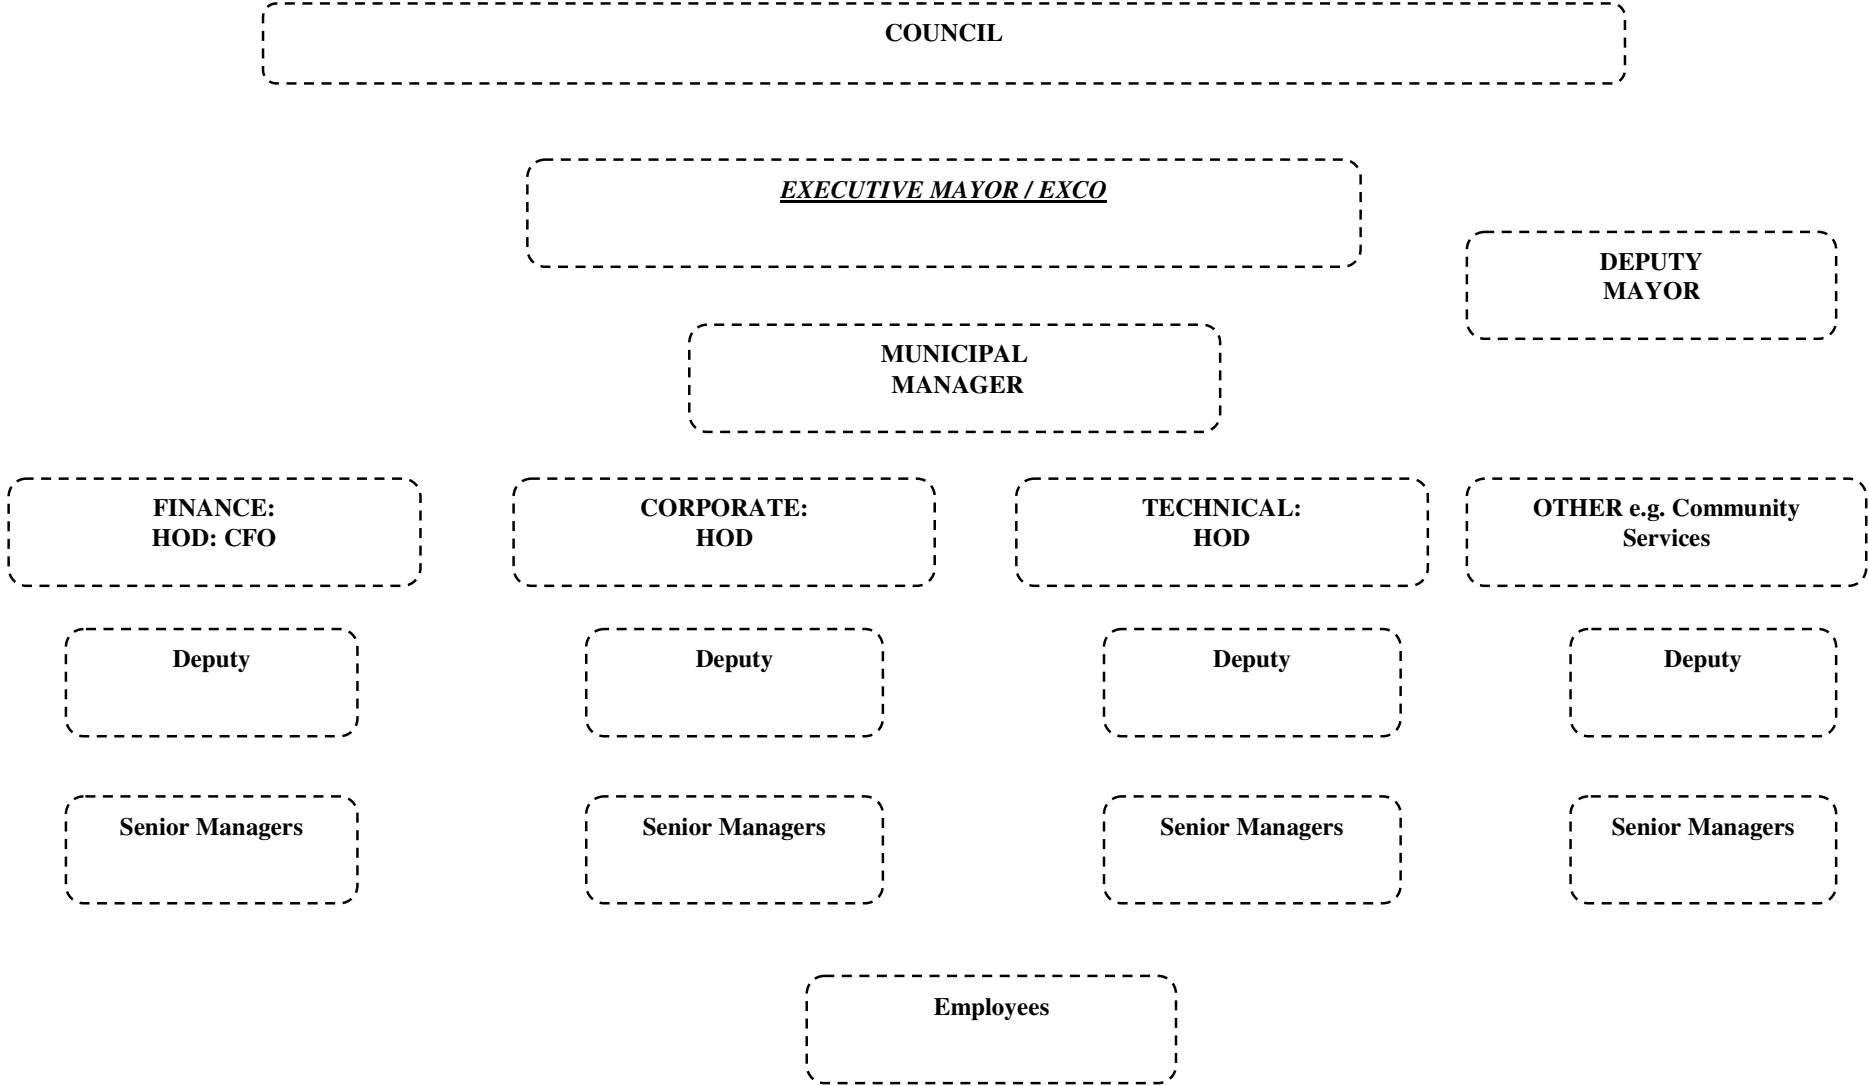 COUNCIL
EXECUTIVE MAYOR / EXCO
DEPUTY
MAYOR
MUNICIPAL
MANAGER
FINANCE:
HOD: CFO
CORPORATE:
HOD
TECHNICAL:
HOD
OTHER e.g. Community
Services
Deputy
Deputy
Deputy
Deputy
Senior Managers
Senior Managers
Senior Managers
Senior Managers
Employees